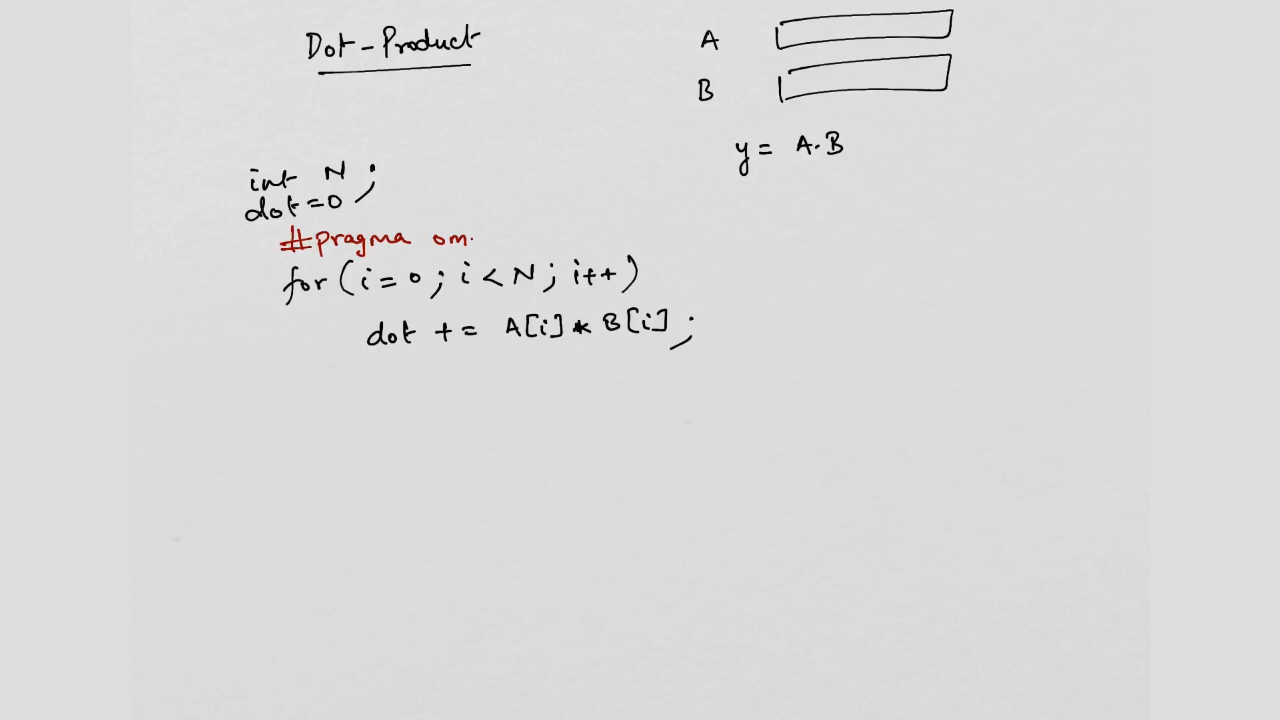 Dot-Product
A
B
y = A.B
int N ;
dot=0
#pragma om.
for (i=0; i<N; i++)
dot += A[i]*B[i];